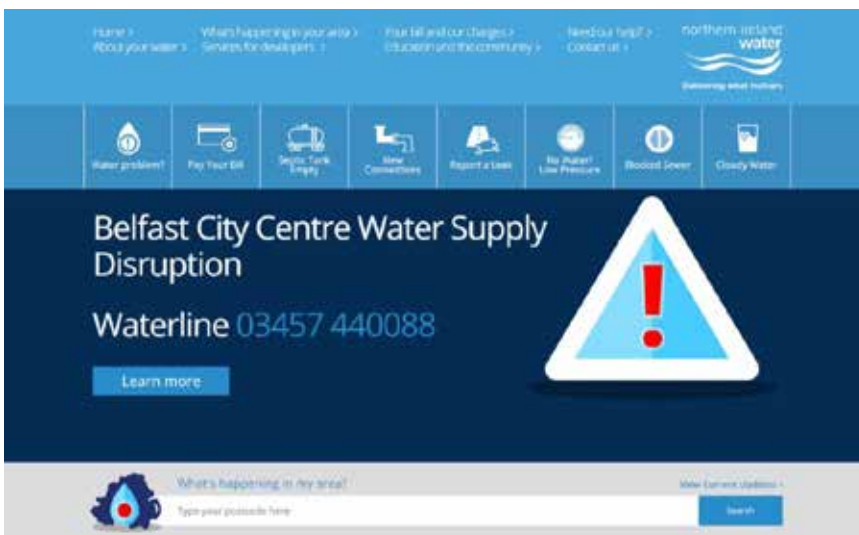 Home > What's happening in your area > Your bill and our charges > Need our help? >
About your water > Services for developers > Education and the community > Contact us >
northern ireland
water
Delivering what matters
Water problem?
Pay Your Bill
Septic Tank
Empty
New
Connections
Report a Leak
No Water/
Low Pressure
Blocked Sewer
Cloudy Water
Belfast City Centre Water Supply
Disruption
Waterline 03457 440088
Learn more
What's happening in my area?
View current updates >
Type your postcode here
Search